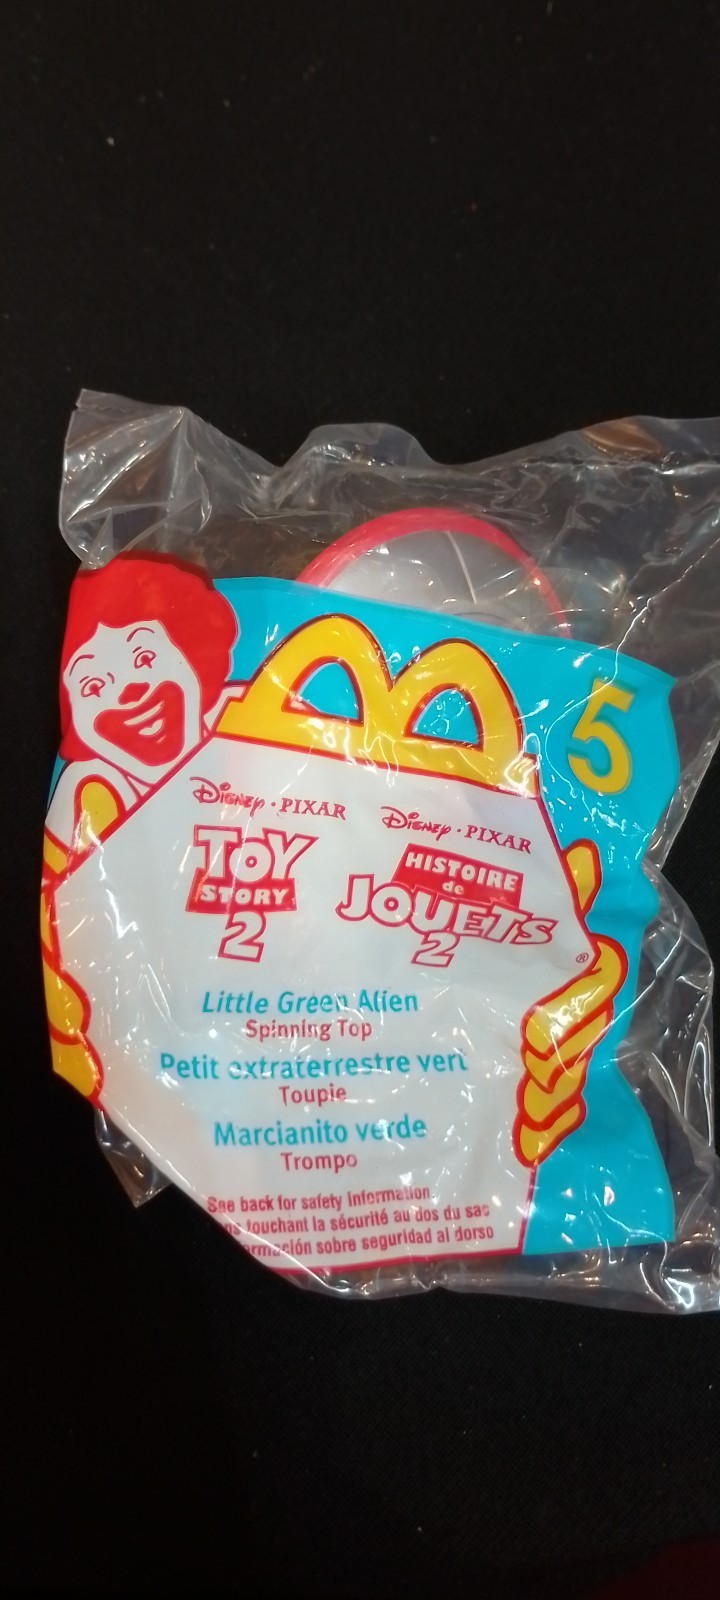 5
Disney · PIXAR
TOY
STORY
2
Disney · PIXAR
HISTOIRE
de
JOUETS
2
®
Little Green Alien
Spinning Top
Petit extraterrestre vert
Toupie
Marcianito verde
Trompo
See back for safety information.
touchant la sécurité au dos du sac
sobre seguridad al dorso